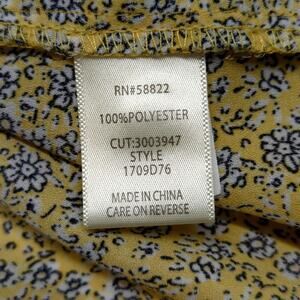 RN#58822
100%POLYESTER
CUT:3003947
STYLE
1709D76
MADE IN CHINA
CARE ON REVERSE